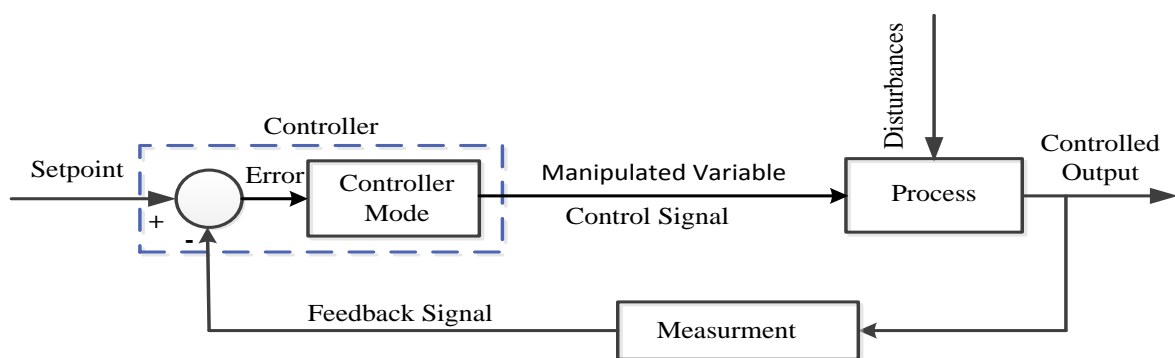 Disturbances
Controller
Controlled
Output
Setpoint
Error
Controller
Mode
Manipulated Variable
Control Signal
Process
+
-
Feedback Signal
Measurment